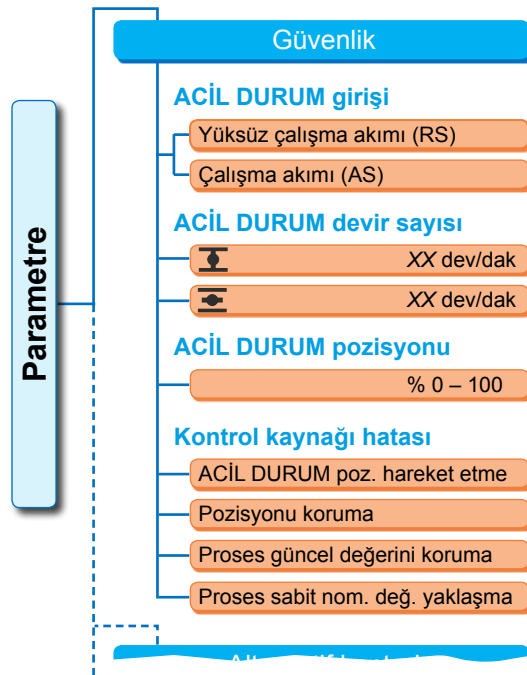 Güvenlik
ACİL DURUM girişi
Yüksüz çalışma akımı (RS)
Çalışma akımı (AS)
ACİL DURUM devir sayısı
XX dev/dak
XX dev/dak
ACİL DURUM pozisyonu
% 0 – 100
Kontrol kaynağı hatası
ACİL DURUM poz. hareket etme
Pozisyonu koruma
Proses güncel değerini koruma
Proses sabit nom. değ. yaklaşma
Parametre